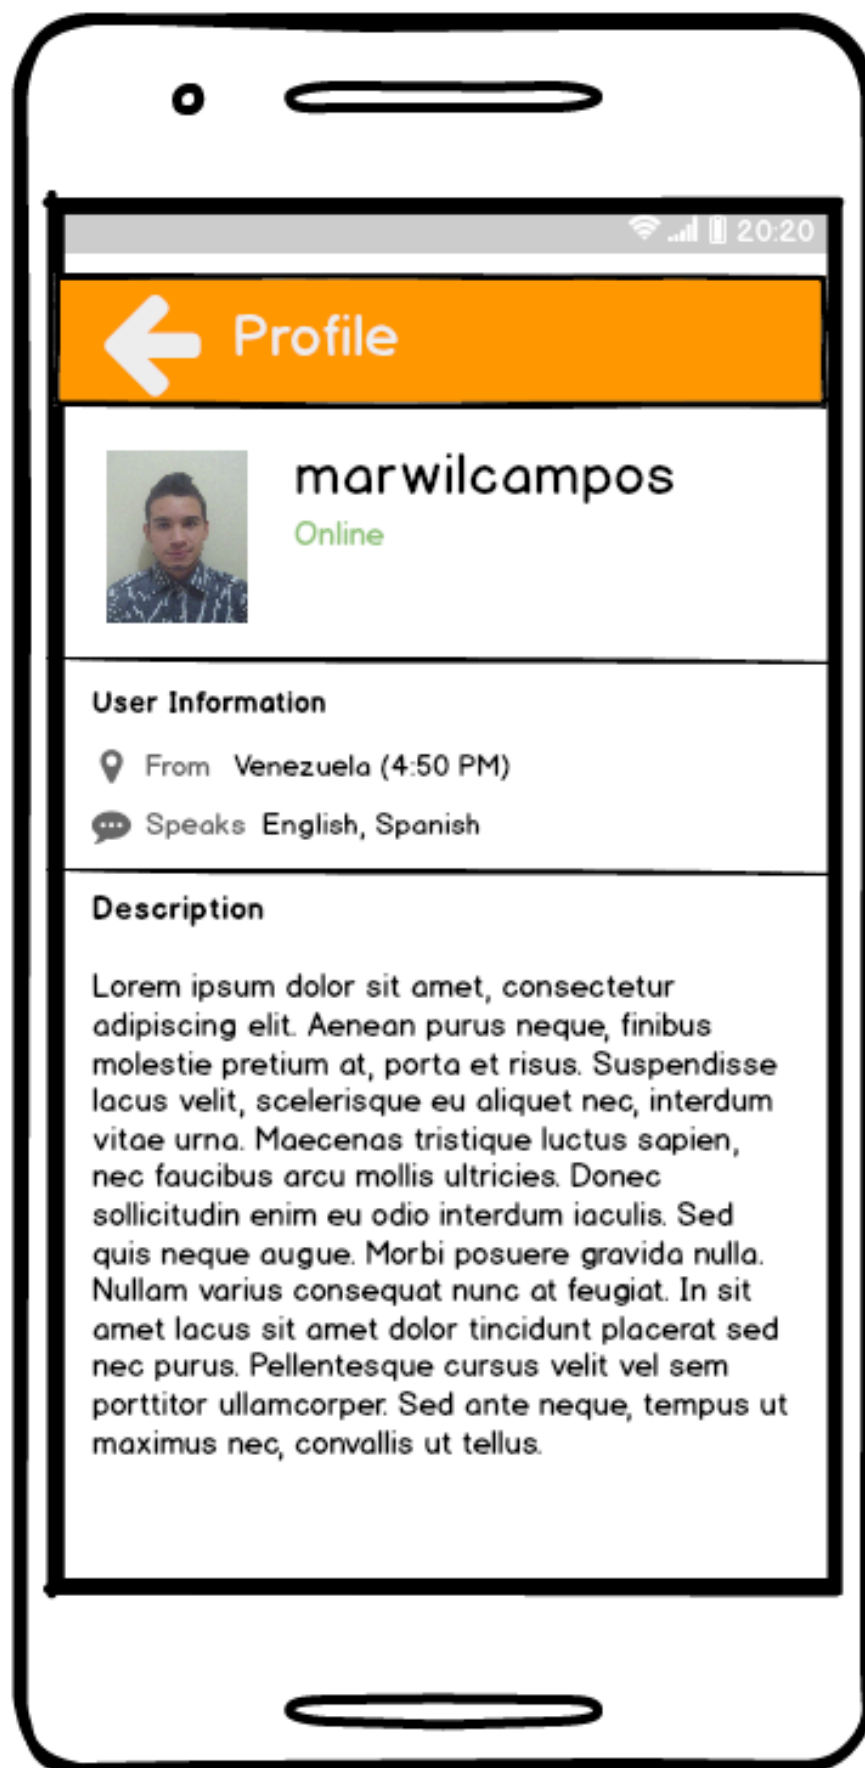 20:20
Profile
marwilcampos
Online
User Information
From Venezuela (4:50 PM)
Speaks English, Spanish
Description
Lorem ipsum dolor sit amet, consectetur
adipiscing elit. Aenean purus neque, finibus
molestie pretium at, porta et risus. Suspendisse
lacus velit, scelerisque eu aliquet nec, interdum
vitae urna. Maecenas tristique luctus sapien,
nec faucibus arcu mollis ultricies. Donec
sollicitudin enim eu odio interdum iaculis. Sed
quis neque augue. Morbi posuere gravida nulla.
Nullam varius consequat nunc at feugiat. In sit
amet lacus sit amet dolor tincidunt placerat sed
nec purus. Pellentesque cursus velit vel sem
porttitor ullamcorper. Sed ante neque, tempus ut
maximus nec, convallis ut tellus.